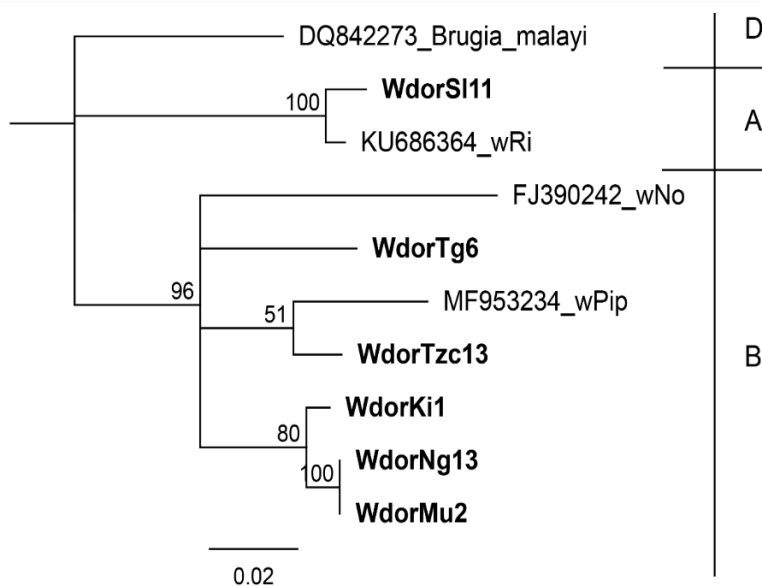 DQ842273_Brugia_malayi
D
WdorSl11
100
A
KU686364_wRi
FJ390242_wNo
WdorTg6
96
MF953234_wPip
51
WdorTzc13
B
WdorKi1
80
WdorNg13
100
WdorMu2
0.02